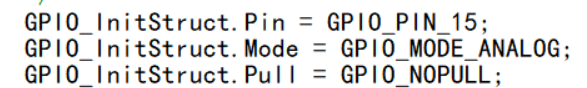 GPIO_InitStruct.Pin = GPIO_PIN_15;
GPIO_InitStruct.Mode = GPIO_MODE_ANALOG;
GPIO_InitStruct.Pull = GPIO_NOPULL;